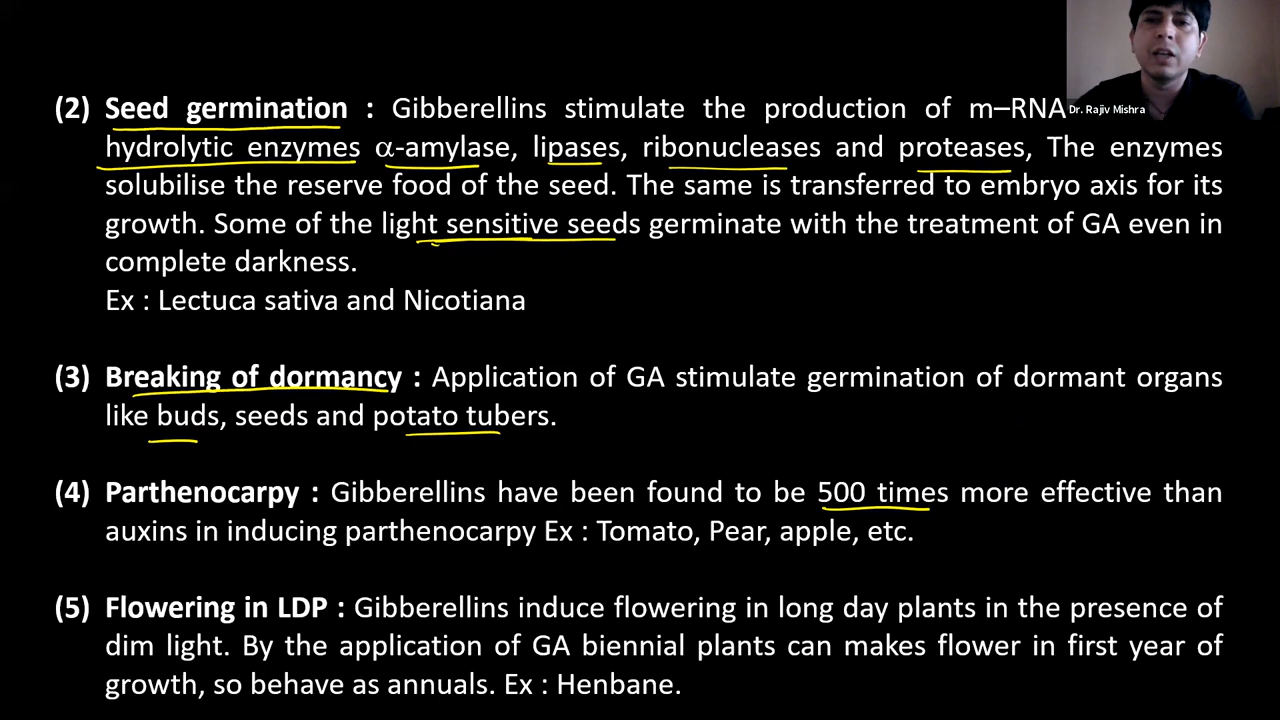 (2) Seed germination : Gibberellins stimulate the production of m–RNA
Dr. Rajiv Mishra
hydrolytic enzymes α-amylase, lipases, ribonucleases and proteases, The enzymes
solubilise the reserve food of the seed. The same is transferred to embryo axis for its
growth. Some of the light sensitive seeds germinate with the treatment of GA even in
complete darkness.
Ex : Lectuca sativa and Nicotiana
(3) Breaking of dormancy : Application of GA stimulate germination of dormant organs
like buds, seeds and potato tubers.
(4) Parthenocarpy : Gibberellins have been found to be 500 times more effective than
auxins in inducing parthenocarpy Ex : Tomato, Pear, apple, etc.
(5) Flowering in LDP : Gibberellins induce flowering in long day plants in the presence of
dim light. By the application of GA biennial plants can makes flower in first year of
growth, so behave as annuals. Ex : Henbane.